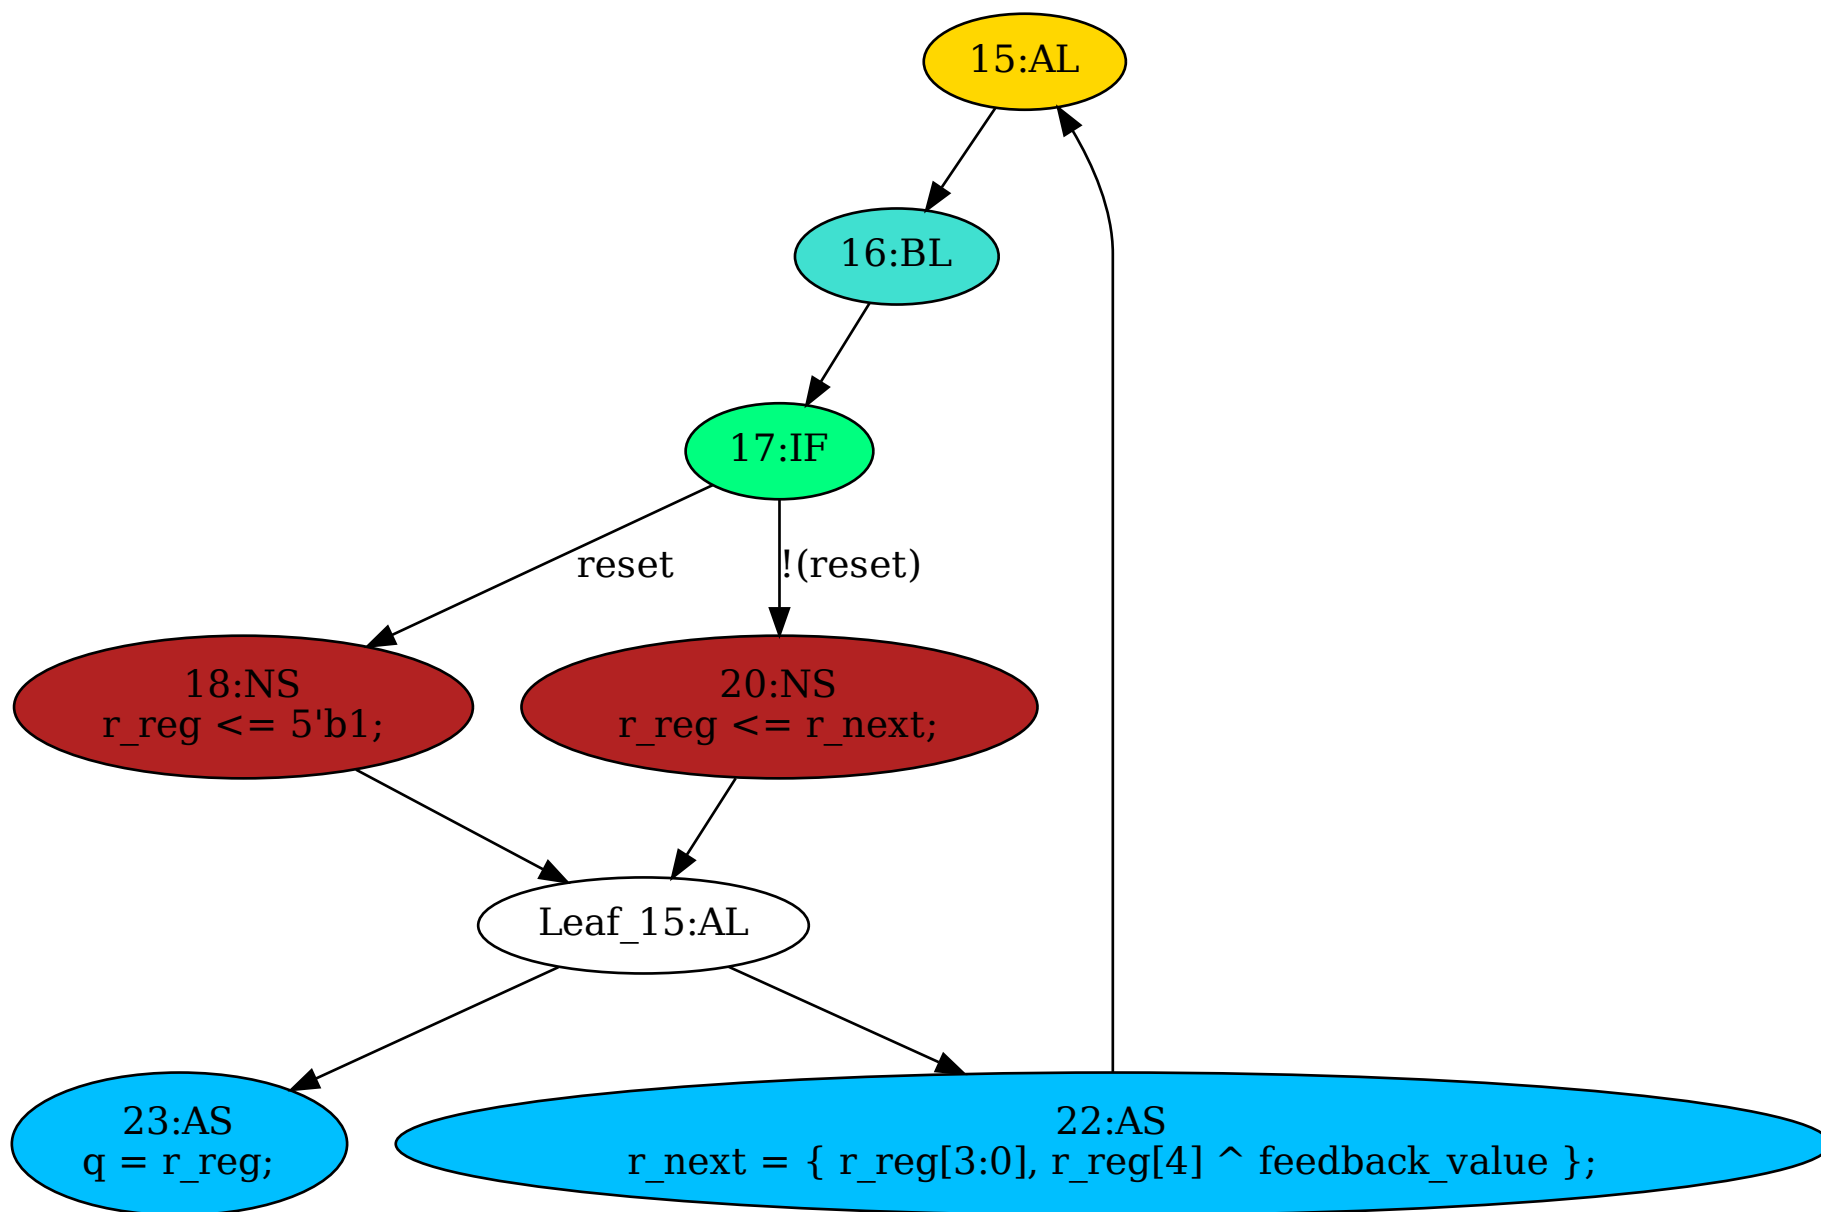 15:AL
16:BL
17:IF
reset
!(reset)
18:NS
r_reg <= 5'b1;
20:NS
r_reg <= r_next;
Leaf_15:AL
23:AS
q = r_reg;
22:AS
r_next = { r_reg[3:0], r_reg[4] ^ feedback_value };